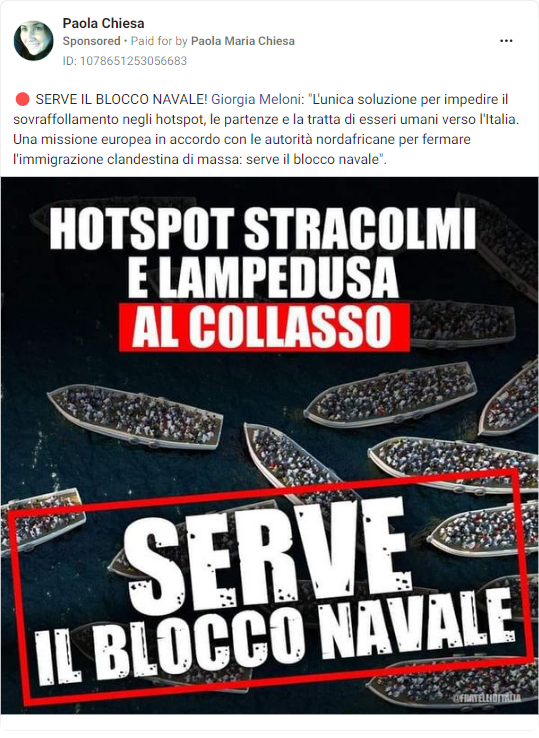 Paola Chiesa
Sponsored • Paid for by Paola Maria Chiesa
ID: 1078651253056683
🔴 SERVE IL BLOCCO NAVALE! Giorgia Meloni: "L'unica soluzione per impedire il
sovraffollamento negli hotspot, le partenze e la tratta di esseri umani verso l'Italia.
Una missione europea in accordo con le autorità nordafricane per fermare
l'immigrazione clandestina di massa: serve il blocco navale".
HOTSPOT STRACOLMI
E LAMPEDUSA
AL COLLASSO
SERVE
IL BLOCCO NAVALE
@FRATELLIDITALIA